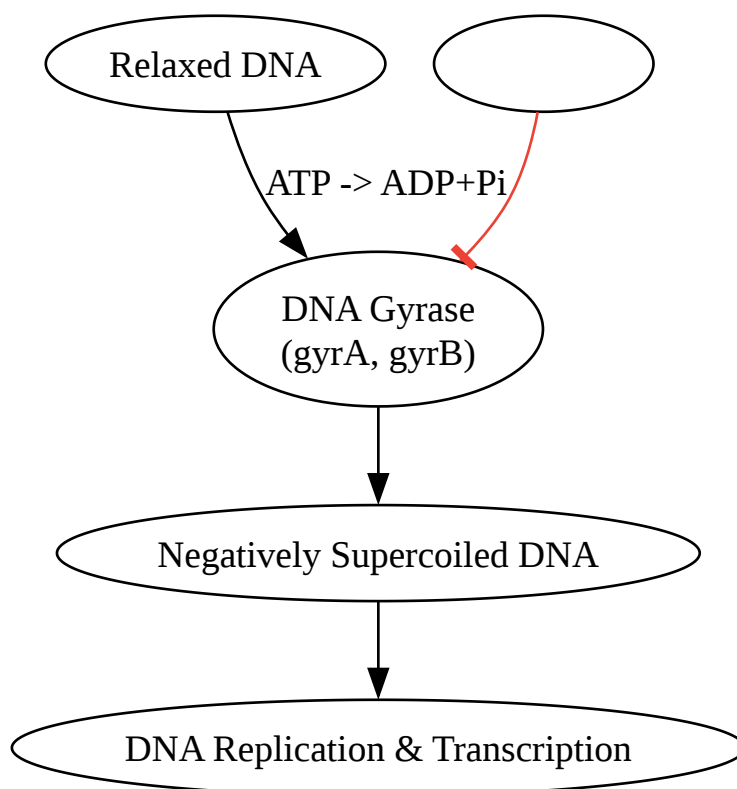 Relaxed DNA
ATP -> ADP+Pi
DNA Gyrase
(gyrA, gyrB)
Negatively Supercoiled DNA
DNA Replication & Transcription